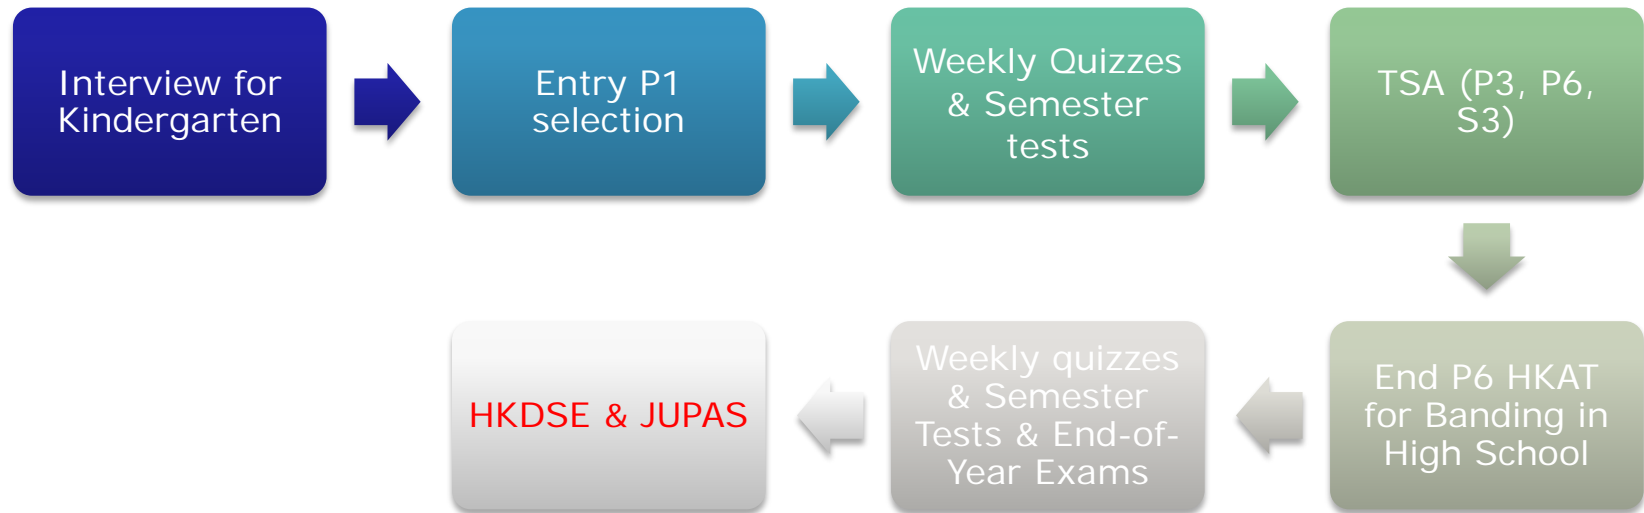 Interview for
Kindergarten
Entry P1
selection
Weekly Quizzes
& Semester
tests
TSA (P3, P6,
S3)
End P6 HKAT
for Banding in
High School
Weekly quizzes
& Semester
Tests & End-of-
Year Exams
HKDSE & JUPAS